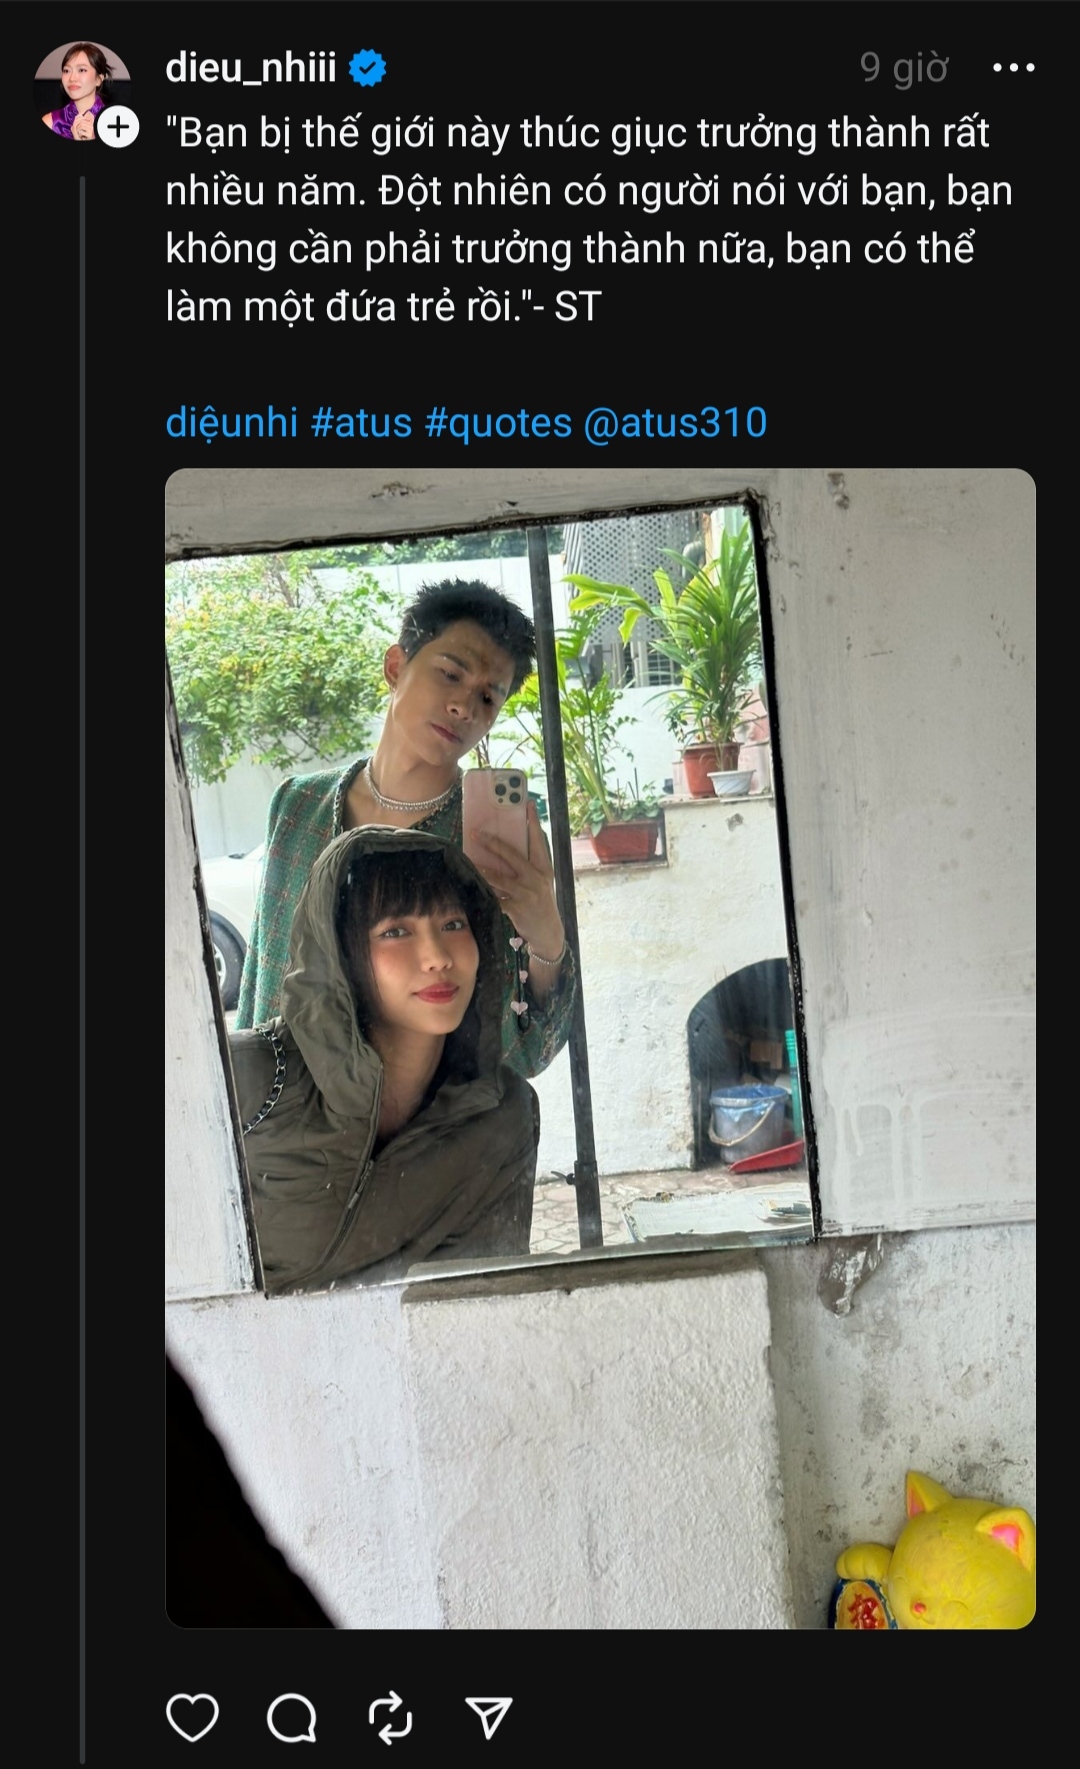 dieu_nhiii
9 giờ
"Bạn bị thế giới này thúc giục trưởng thành rất
nhiều năm. Đột nhiên có người nói với bạn, bạn
không cần phải trưởng thành nữa, bạn có thể
làm một đứa trẻ rồi."- ST
diệunhi #atus #quotes @atus310
招